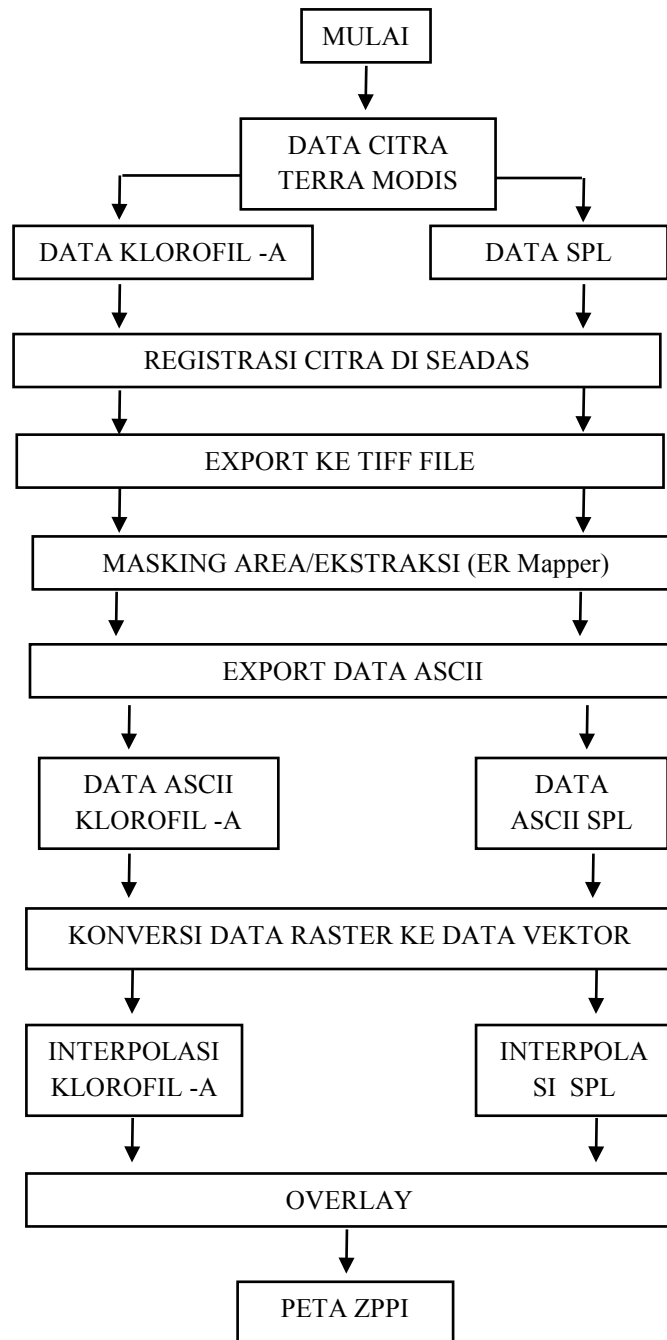 MULAI
DATA CITRA
TERRA MODIS
DATA KLOROFIL -A
DATA SPL
REGISTRASI CITRA DI SEADAS
EXPORT KE TIFF FILE
MASKING AREA/EKSTRAKSI (ER Mapper)
EXPORT DATA ASCII
DATA ASCII
KLOROFIL -A
DATA
ASCII SPL
KONVERSI DATA RASTER KE DATA VEKTOR
INTERPOLASI
KLOROFIL -A
INTERPOLA
SI SPL
OVERLAY
PETA ZPPI